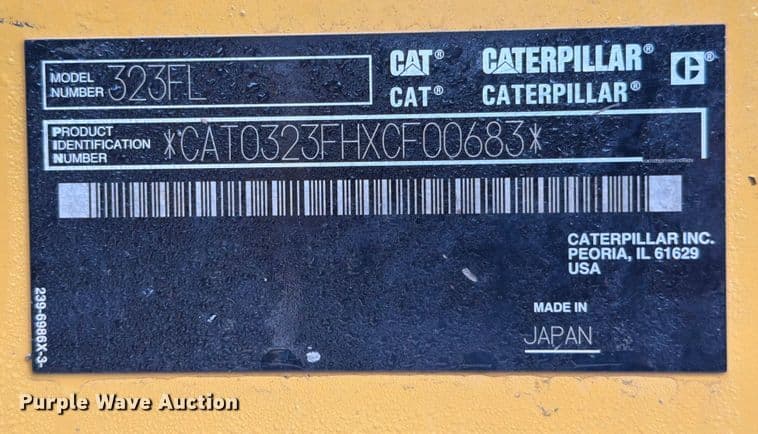 MODEL
NUMBER 323FL
CAT® CATERPILLAR® C®
CAT® CATERPILLAR®
PRODUCT
IDENTIFICATION
NUMBER *CAT0323FHXCF00683*
CATERPILLAR INC.
PEORIA, IL 61629
USA
MADE IN
JAPAN
239-6986X-3
Purple Wave Auction